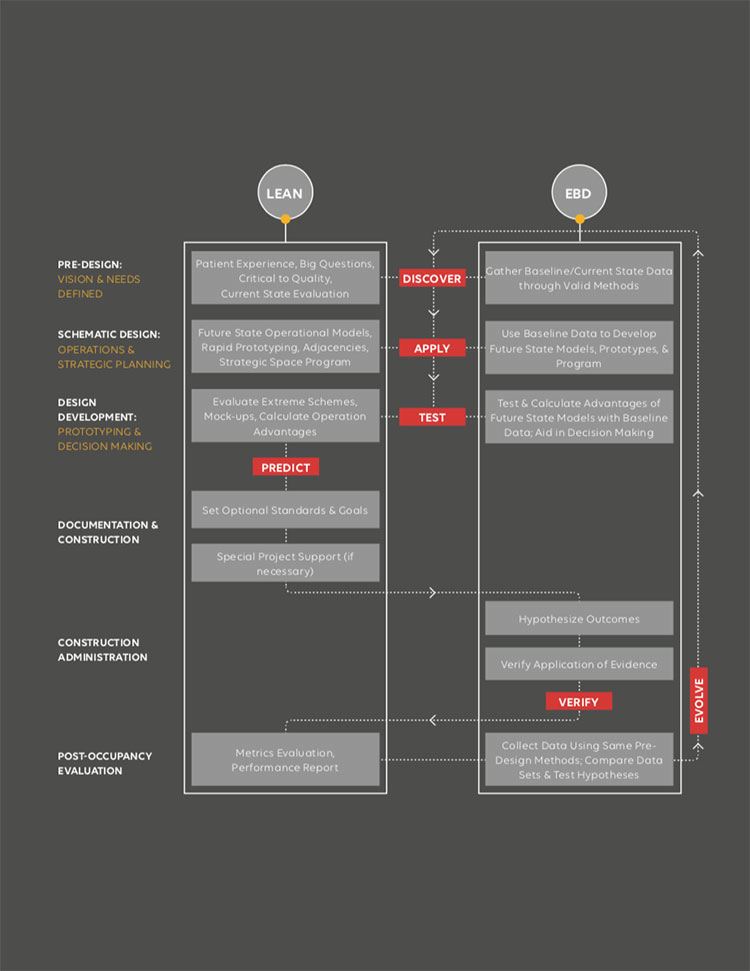 LEAN
EBD
PRE-DESIGN:
VISION & NEEDS
DEFINED
Patient Experience, Big Questions,
Critical to Quality,
Current State Evaluation
DISCOVER
Gather Baseline/Current State Data
through Valid Methods
SCHEMATIC DESIGN:
OPERATIONS &
STRATEGIC PLANNING
Future State Operational Models,
Rapid Prototyping, Adjacencies,
Strategic Space Program
APPLY
Use Baseline Data to Develop
Future State Models, Prototypes, &
Program
DESIGN
DEVELOPMENT:
PROTOTYPING &
DECISION MAKING
Evaluate Extreme Schemes,
Mock-ups, Calculate Operation
Advantages
TEST
Test & Calculate Advantages of
Future State Models with Baseline
Data; Aid in Decision Making
PREDICT
DOCUMENTATION &
CONSTRUCTION
Set Optional Standards & Goals
Special Project Support (if
necessary)
CONSTRUCTION
ADMINISTRATION
Hypothesize Outcomes
Verify Application of Evidence
VERIFY
EVOLVE
POST-OCCUPANCY
EVALUATION
Metrics Evaluation,
Performance Report
Collect Data Using Same Pre-
Design Methods; Compare Data
Sets & Test Hypotheses